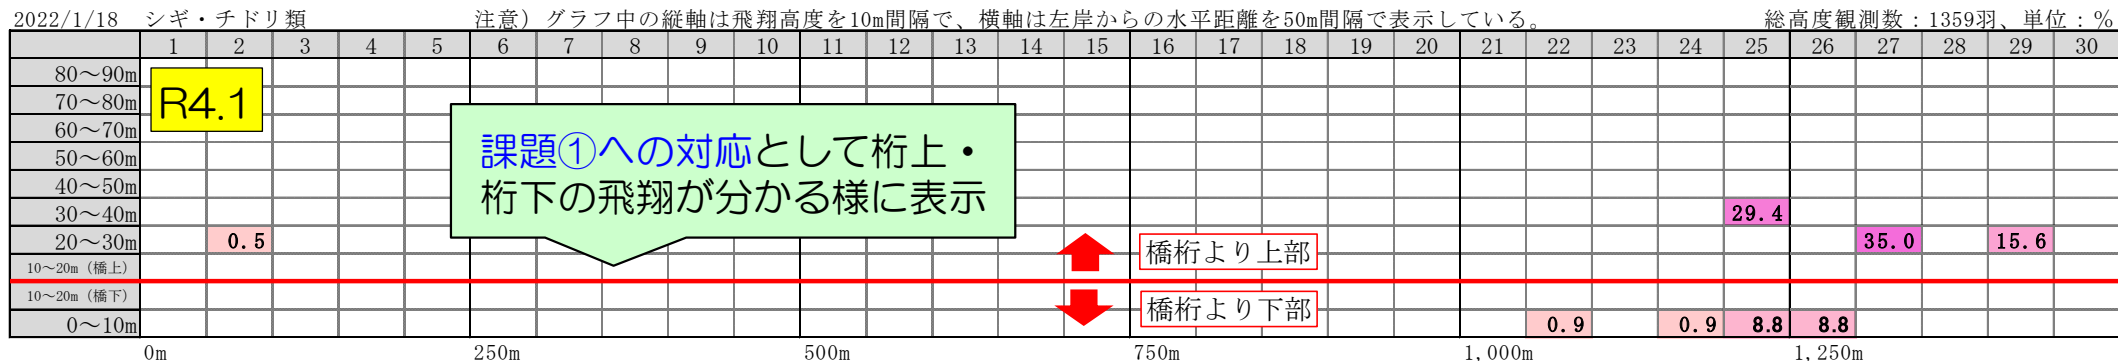 2022/1/18 シギ・チドリ類 注意）グラフ中の縦軸は飛翔高度を10m間隔で、横軸は左岸からの水平距離を50m間隔で表示している。 総高度観測数：1359羽、単位：％
1 2 3 4 5 6 7 8 9 10 11 12 13 14 15 16 17 18 19 20 21 22 23 24 25 26 27 28 29 30
80～90m
R4.1
70～80m
60～70m
課題①への対応として桁上・
桁下の飛翔が分かる様に表示
50～60m
40～50m
30～40m 29.4
20～30m 0.5 35.0 15.6
橋桁より上部
10～20m（橋上）
10～20m（橋下）
橋桁より下部
0～10m 0.9 0.9 8.8 8.8
0m 250m 500m 750m 1,000m 1,250m